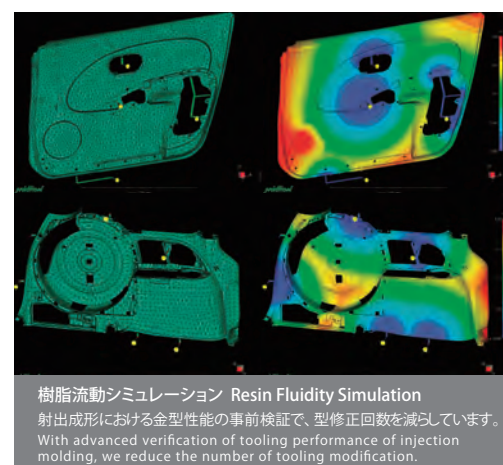 樹脂流動シミュレーション Resin Fluidity Simulation
射出成形における金型性能の事前検証で、型修正回数を減らしています。
With advanced verification of tooling performance of injection
molding, we reduce the number of tooling modification.